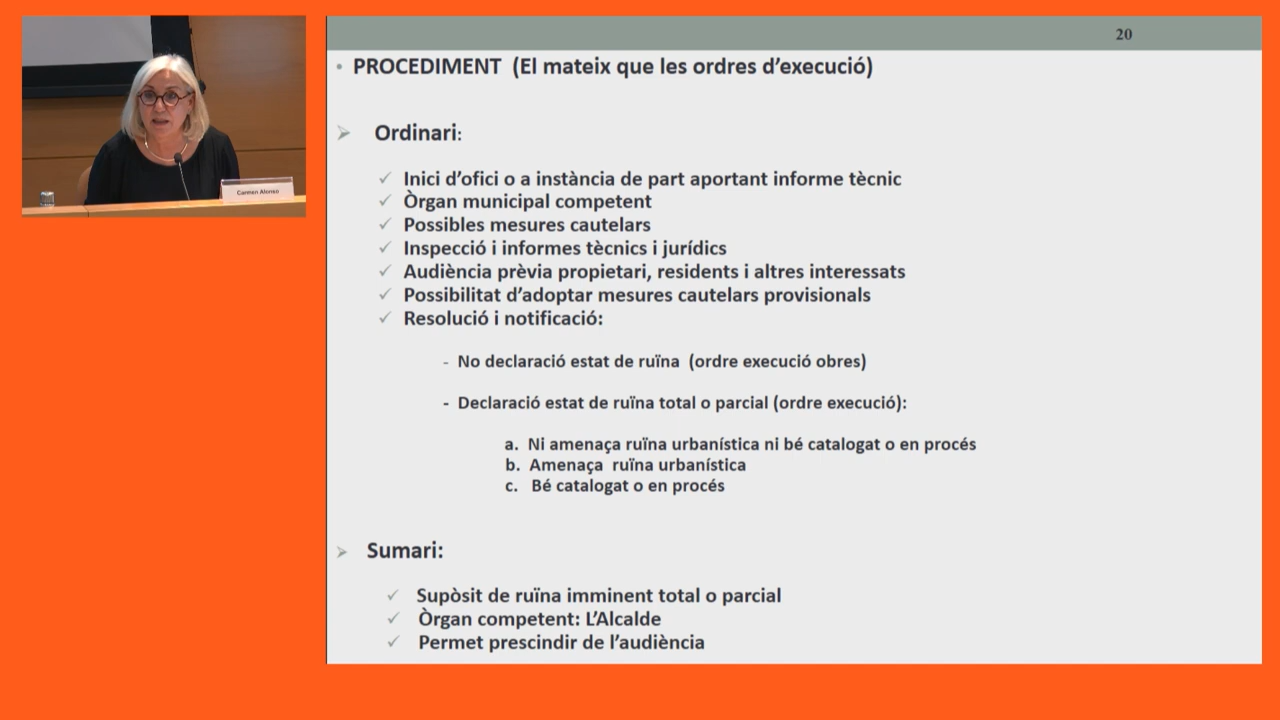 Carmen Alonso
20
• PROCEDIMENT (El mateix que les ordres d’execució)
Ordinari:
Inici d’ofici o a instància de part aportant informe tècnic
Òrgan municipal competent
Possibles mesures cautelars
Inspecció i informes tècnics i jurídics
Audiència prèvia propietari, residents i altres interessats
Possibilitat d’adoptar mesures cautelars provisionals
Resolució i notificació:
- No declaració estat de ruïna (ordre execució obres)
- Declaració estat de ruïna total o parcial (ordre execució):
a. Ni amenaça ruïna urbanística ni bé catalogat o en procés
b. Amenaça ruïna urbanística
c. Bé catalogat o en procés
Sumari:
Supòsit de ruïna imminent total o parcial
Òrgan competent: L’Alcalde
Permet prescindir de l’audiència